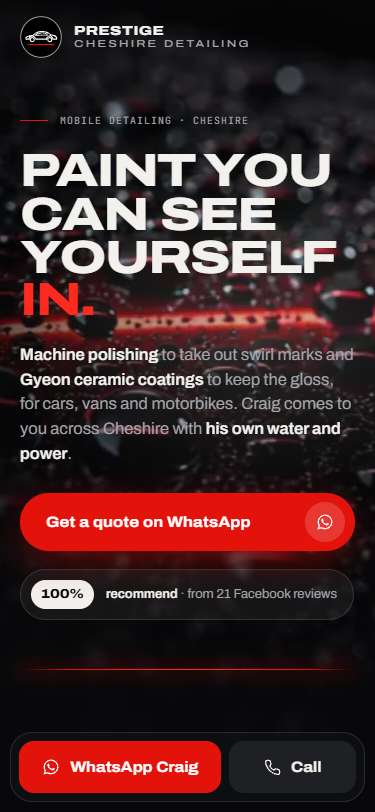 PRESTIGE
CHESHIRE DETAILING
MOBILE DETAILING · CHESHIRE
PAINT YOU
CAN SEE
YOURSELF
IN.
Machine polishing to take out swirl marks and
Gyeon ceramic coatings to keep the gloss,
for cars, vans and motorbikes. Craig comes to
you across Cheshire with his own water and
power.
Get a quote on WhatsApp
100% recommend · from 21 Facebook reviews
WhatsApp Craig
Call